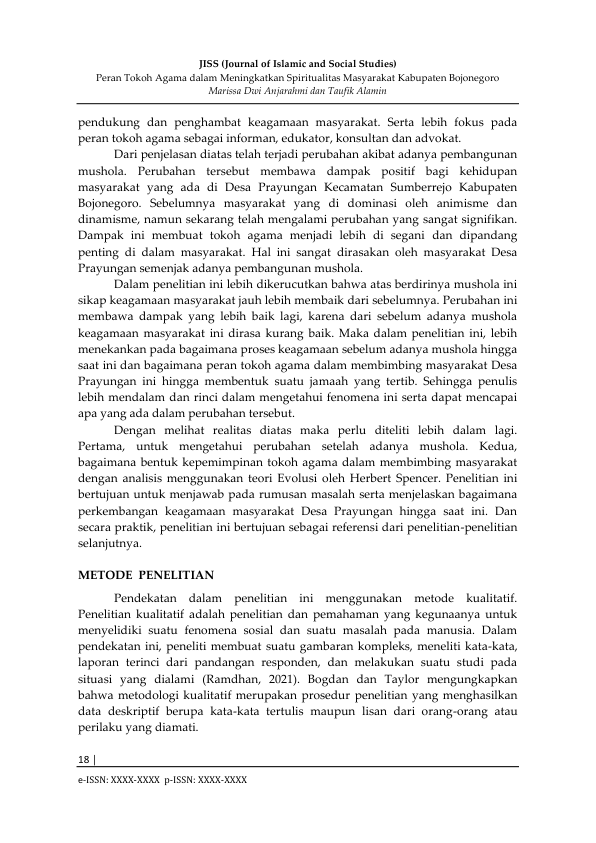 JISS (Journal of Islamic and Social Studies)
Peran Tokoh Agama dalam Meningkatkan Spiritualitas Masyarakat Kabupaten Bojonegoro
Marissa Dwi Anjarahmi dan Taufik Alamin
pendukung dan penghambat keagamaan masyarakat. Serta lebih fokus pada
peran tokoh agama sebagai informan, edukator, konsultan dan advokat.
Dari penjelasan diatas telah terjadi perubahan akibat adanya pembangunan
mushola. Perubahan tersebut membawa dampak positif bagi kehidupan
masyarakat yang ada di Desa Prayungan Kecamatan Sumberrejo Kabupaten
Bojonegoro. Sebelumnya masyarakat yang di dominasi oleh animisme dan
dinamisme, namun sekarang telah mengalami perubahan yang sangat signifikan.
Dampak ini membuat tokoh agama menjadi lebih di segani dan dipandang
penting di dalam masyarakat. Hal ini sangat dirasakan oleh masyarakat Desa
Prayungan semenjak adanya pembangunan mushola.
Dalam penelitian ini lebih dikerucutkan bahwa atas berdirinya mushola ini
sikap keagamaan masyarakat jauh lebih membaik dari sebelumnya. Perubahan ini
membawa dampak yang lebih baik lagi, karena dari sebelum adanya mushola
keagamaan masyarakat ini dirasa kurang baik. Maka dalam penelitian ini, lebih
menekankan pada bagaimana proses keagamaan sebelum adanya mushola hingga
saat ini dan bagaimana peran tokoh agama dalam membimbing masyarakat Desa
Prayungan ini hingga membentuk suatu jamaah yang tertib. Sehingga penulis
lebih mendalam dan rinci dalam mengetahui fenomena ini serta dapat mencapai
apa yang ada dalam perubahan tersebut.
Dengan melihat realitas diatas maka perlu diteliti lebih dalam lagi.
Pertama, untuk mengetahui perubahan setelah adanya mushola. Kedua,
bagaimana bentuk kepemimpinan tokoh agama dalam membimbing masyarakat
dengan analisis menggunakan teori Evolusi oleh Herbert Spencer. Penelitian ini
bertujuan untuk menjawab pada rumusan masalah serta menjelaskan bagaimana
perkembangan keagamaan masyarakat Desa Prayungan hingga saat ini. Dan
secara praktik, penelitian ini bertujuan sebagai referensi dari penelitian-penelitian
selanjutnya.
METODE PENELITIAN
Pendekatan dalam penelitian ini menggunakan metode kualitatif.
Penelitian kualitatif adalah penelitian dan pemahaman yang kegunaanya untuk
menyelidiki suatu fenomena sosial dan suatu masalah pada manusia. Dalam
pendekatan ini, peneliti membuat suatu gambaran kompleks, meneliti kata-kata,
laporan terinci dari pandangan responden, dan melakukan suatu studi pada
situasi yang dialami (Ramdhan, 2021). Bogdan dan Taylor mengungkapkan
bahwa metodologi kualitatif merupakan prosedur penelitian yang menghasilkan
data deskriptif berupa kata-kata tertulis maupun lisan dari orang-orang atau
perilaku yang diamati.
18 |
e-ISSN: XXXX-XXXX p-ISSN: XXXX-XXXX